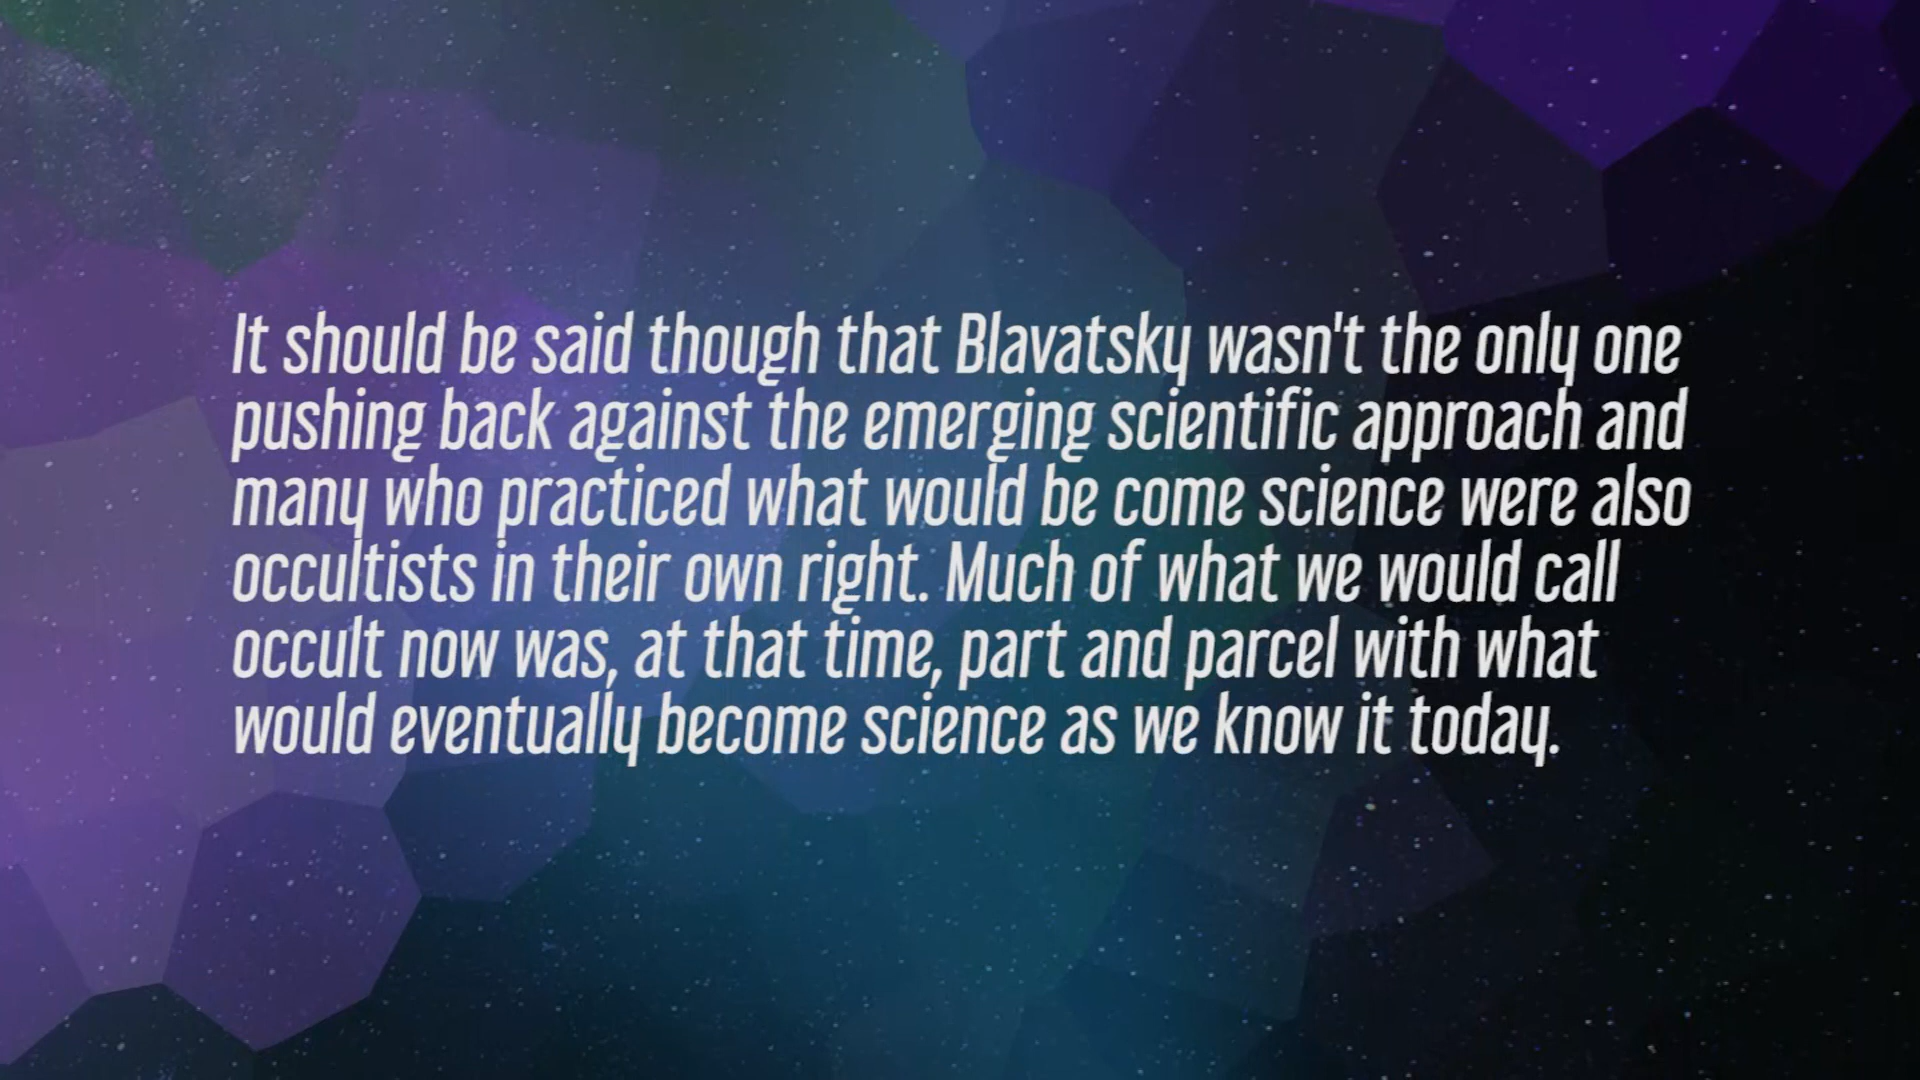 It should be said though that Blavatsky wasn't the only one
pushing back against the emerging scientific approach and
many who practiced what would be come science were also
occultists in their own right. Much of what we would call
occult now was, at that time, part and parcel with what
would eventually become science as we know it today.